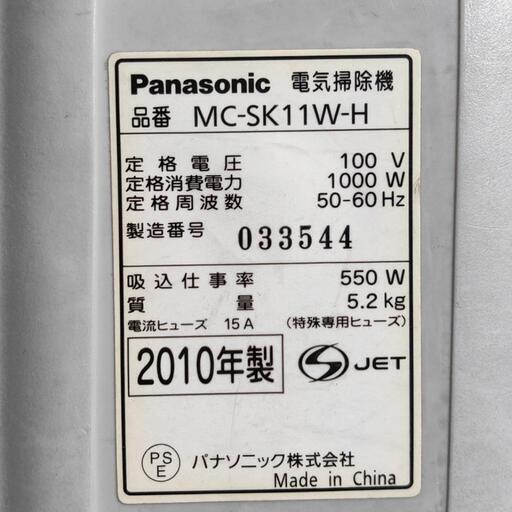 Panasonic 電気掃除機
品番 MC-SK11W-H
定格電圧 100 V
定格消費電力 1000 W
定格周波数 50-60 Hz
製造番号 033544
吸込仕事率 550 W
質量 5.2 kg
電流ヒューズ 15 A (特殊専用ヒューズ)
2010年製 S JET
PS E パナソニック株式会社
Made in China